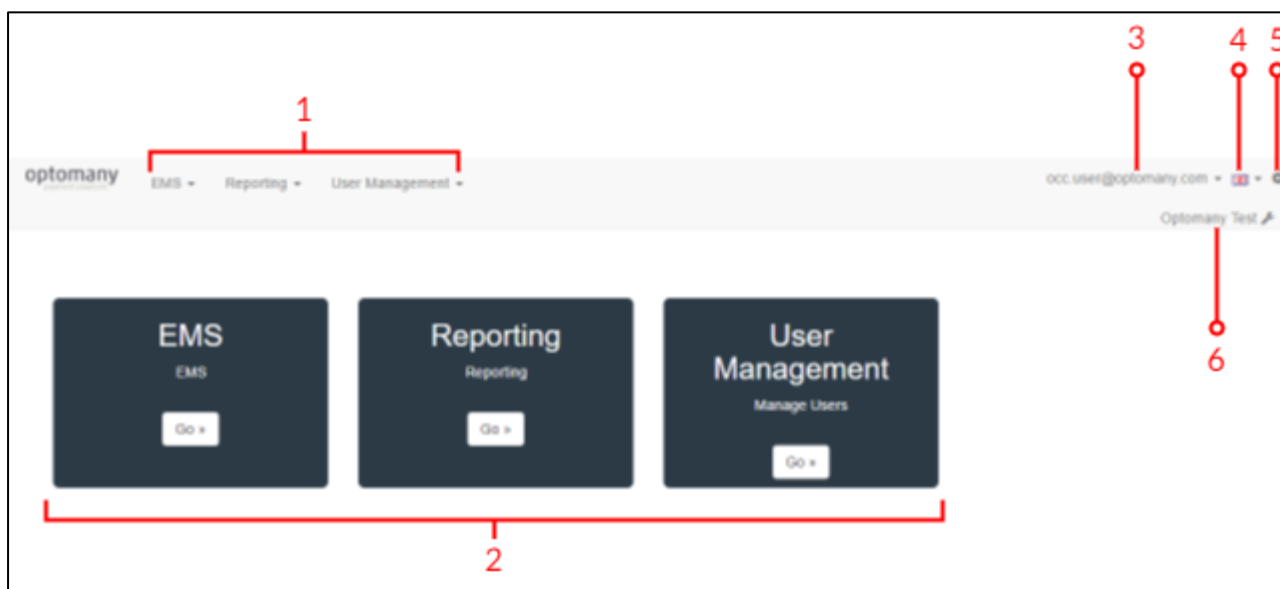 3 4 5
1
optomany EMS Reporting User Management occ.user@optomany.com
Optomany Test
EMS
EMS
Go »
Reporting
Reporting
Go »
User
Management
Manage Users
Go »
6
2